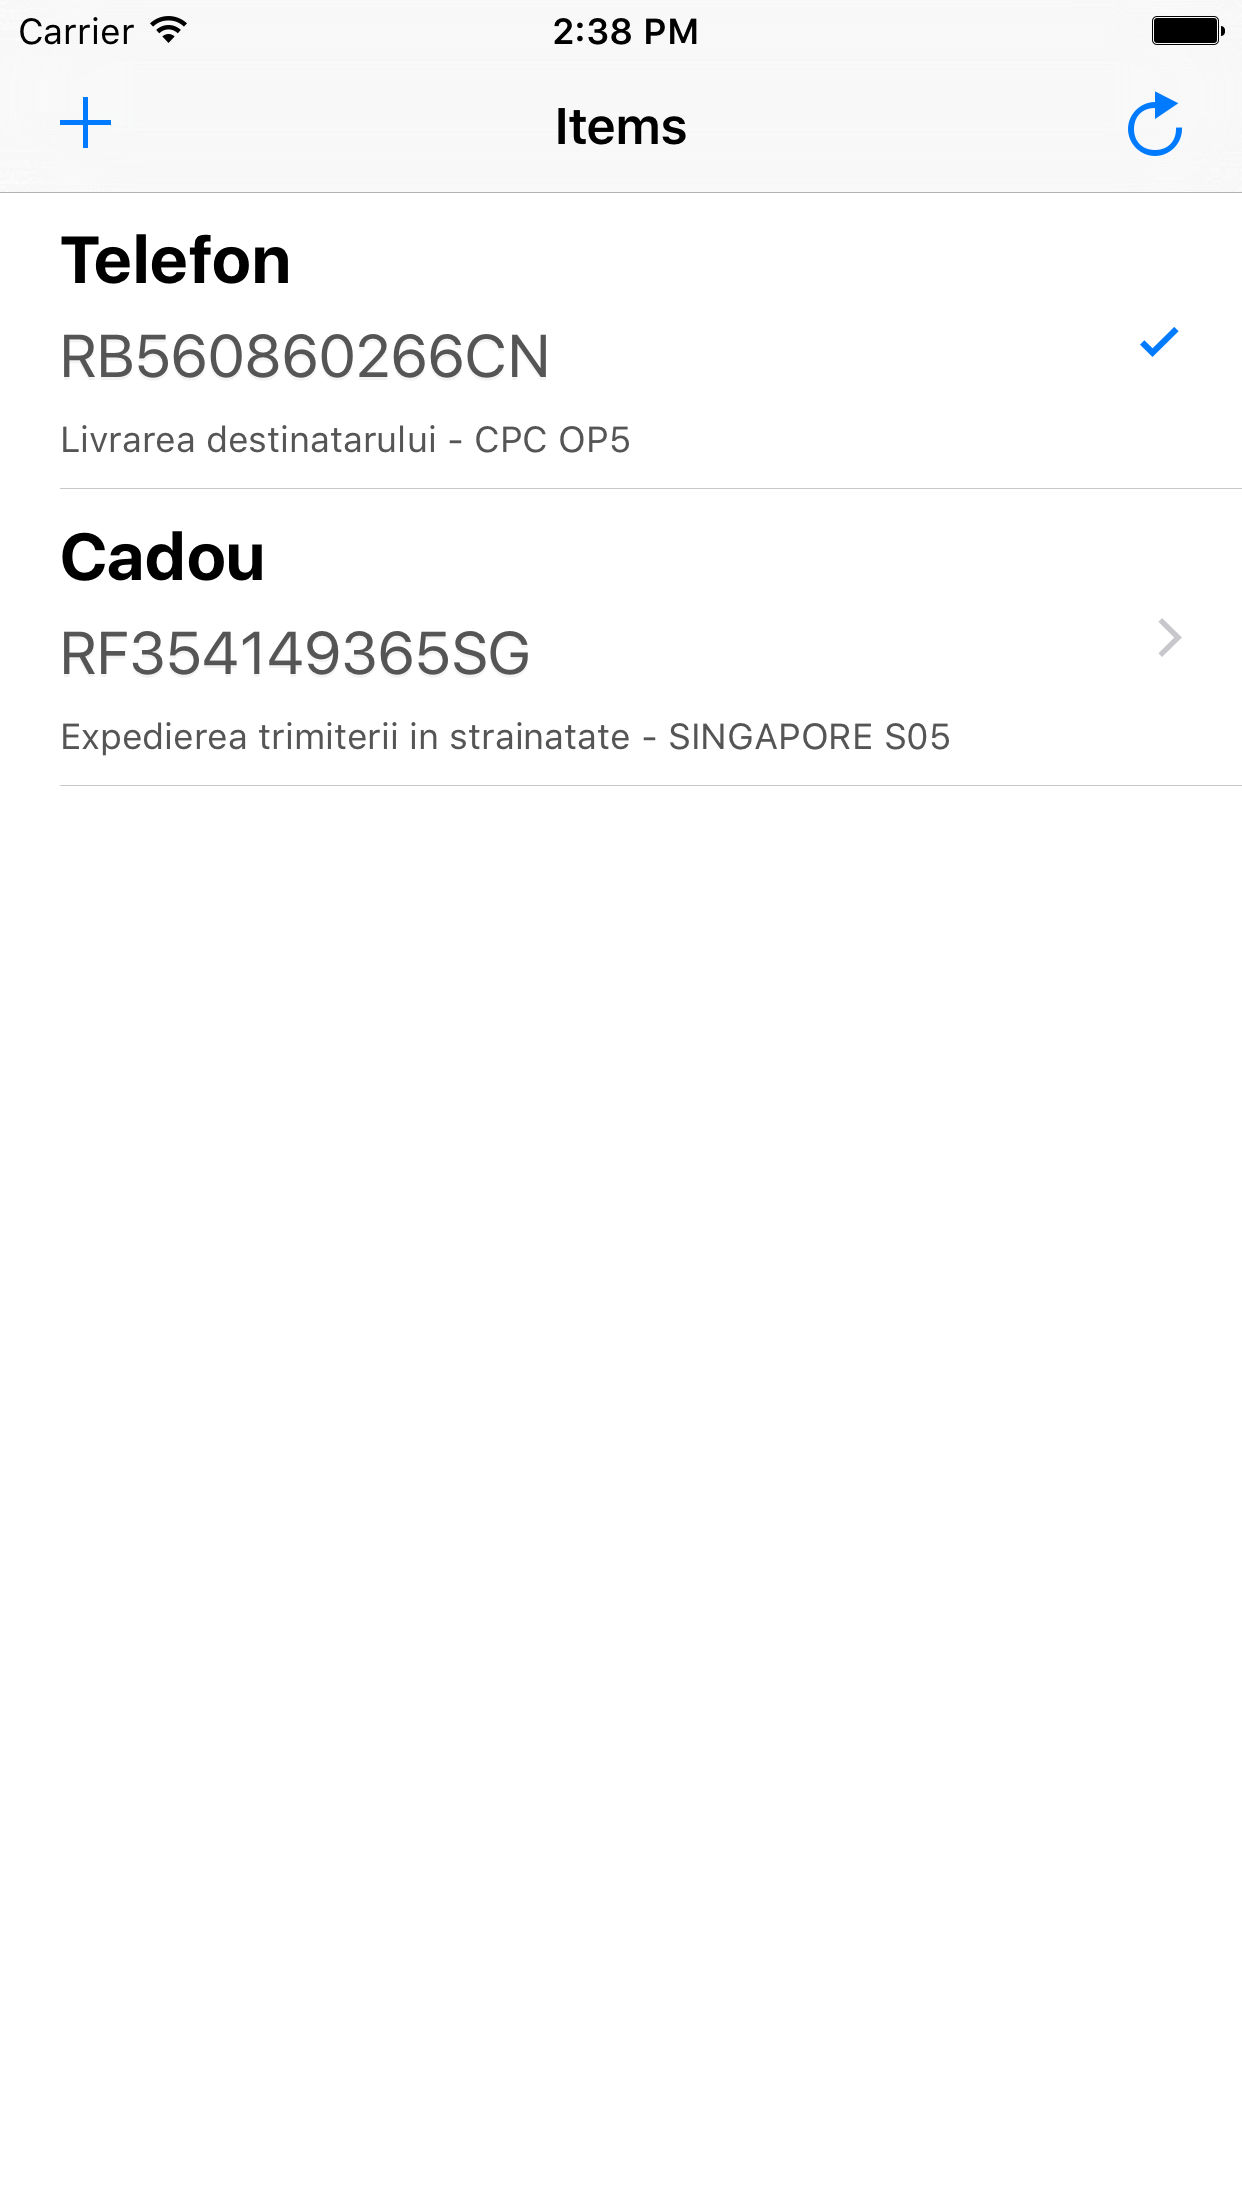 Carrier 2:38 PM
Items
Telefon
RB560860266CN
Livrarea destinatarului - CPC OP5
Cadou
RF354149365SG
Expedierea trimiterii in strainatate - SINGAPORE S05